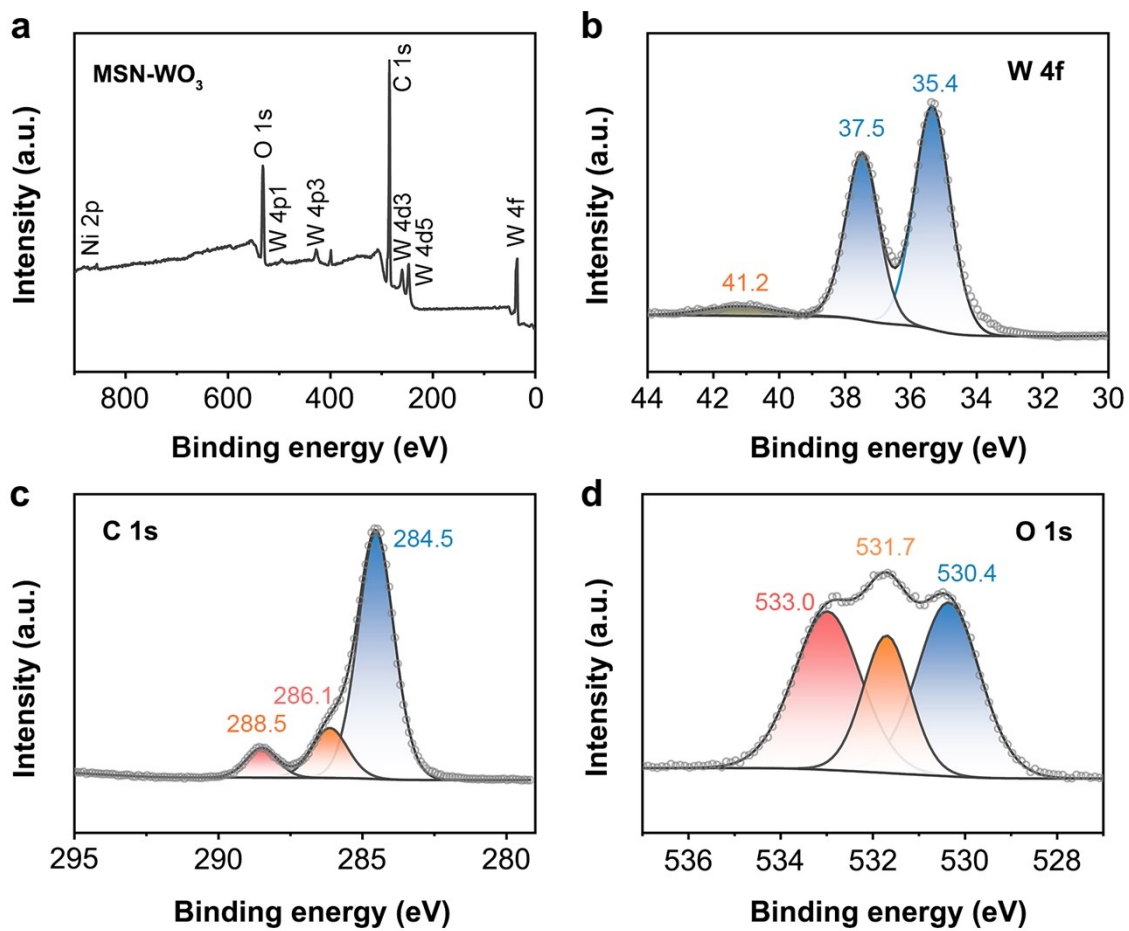 a
MSN-WO₃
Ni 2p
O 1s
W 4p1
W 4p3
C 1s
W 4d3
W 4d5
W 4f
Intensity (a.u.)
800 600 400 200 0
Binding energy (eV)
b
W 4f
35.4
37.5
41.2
Intensity (a.u.)
44 42 40 38 36 34 32 30
Binding energy (eV)
c
C 1s
284.5
286.1
288.5
Intensity (a.u.)
295 290 285 280
Binding energy (eV)
d
O 1s
531.7
530.4
533.0
Intensity (a.u.)
536 534 532 530 528
Binding energy (eV)